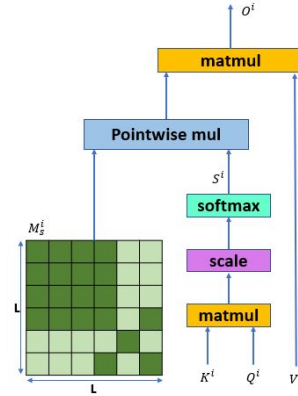 O^i
matmul
Pointwise mul
S^i
M_s^i
softmax
L
scale
matmul
L
K^i
Q^i
V